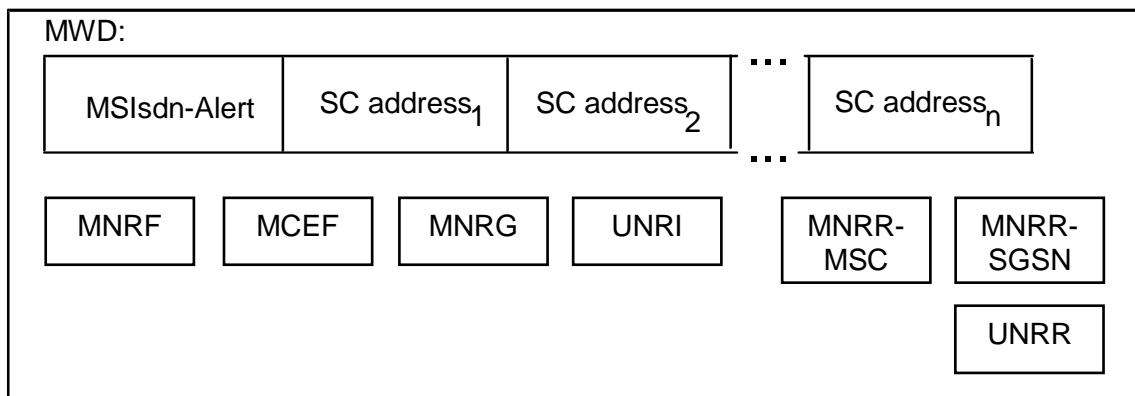 MWD:
MSIsdn-Alert SC address1 SC address2 ... SC addressn
...
MNRF MCEF MNRG UNRI MNRR-MSC MNRR-SGSN
UNRR